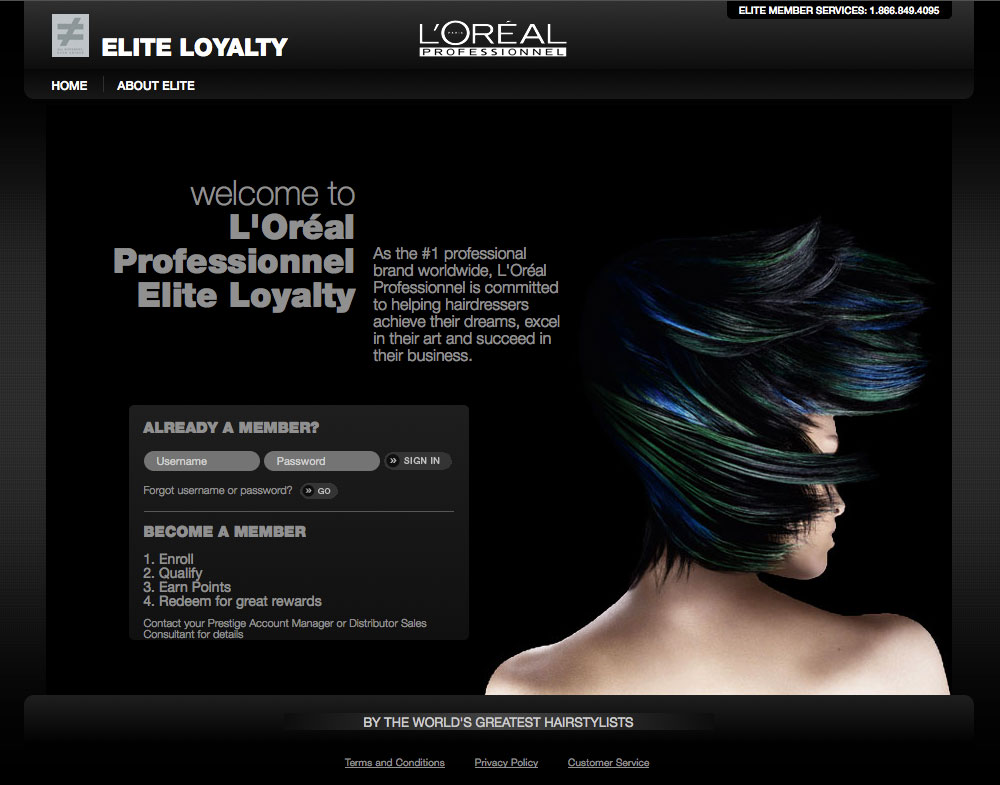 ELITE MEMBER SERVICES: 1.866.849.4095
ELITE LOYALTY
L'ORÉAL
PARIS
PROFESSIONNEL
HOME
ABOUT ELITE
welcome to
L'Oréal
Professionnel
Elite Loyalty
As the #1 professional
brand worldwide, L'Oréal
Professionnel is committed
to helping hairdressers
achieve their dreams, excel
in their art and succeed in
their business.
ALREADY A MEMBER?
Username
Password
» SIGN IN
Forgot username or password?
» GO
BECOME A MEMBER
1. Enroll
2. Qualify
3. Earn Points
4. Redeem for great rewards
Contact your Prestige Account Manager or Distributor Sales
Consultant for details
BY THE WORLD'S GREATEST HAIRSTYLISTS
Terms and Conditions
Privacy Policy
Customer Service